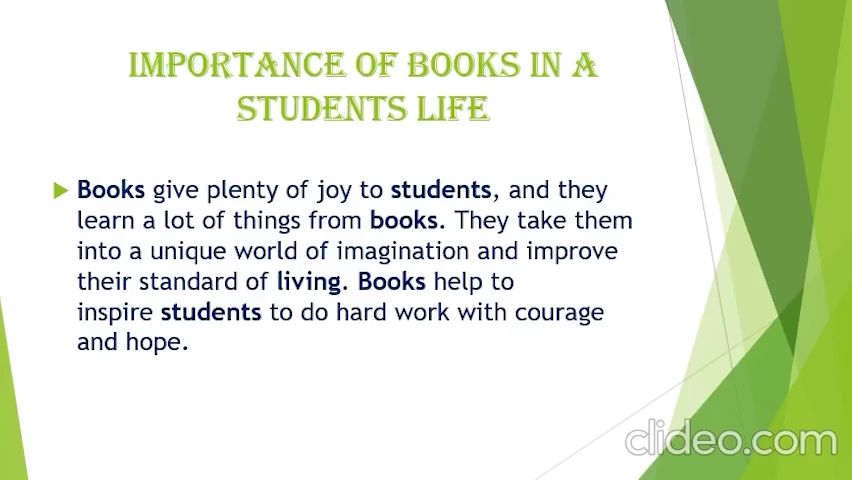 IMPORTANCE OF BOOKS IN A
STUDENTS LIFE
Books give plenty of joy to students, and they
learn a lot of things from books. They take them
into a unique world of imagination and improve
their standard of living. Books help to
inspire students to do hard work with courage
and hope.
clideo.com